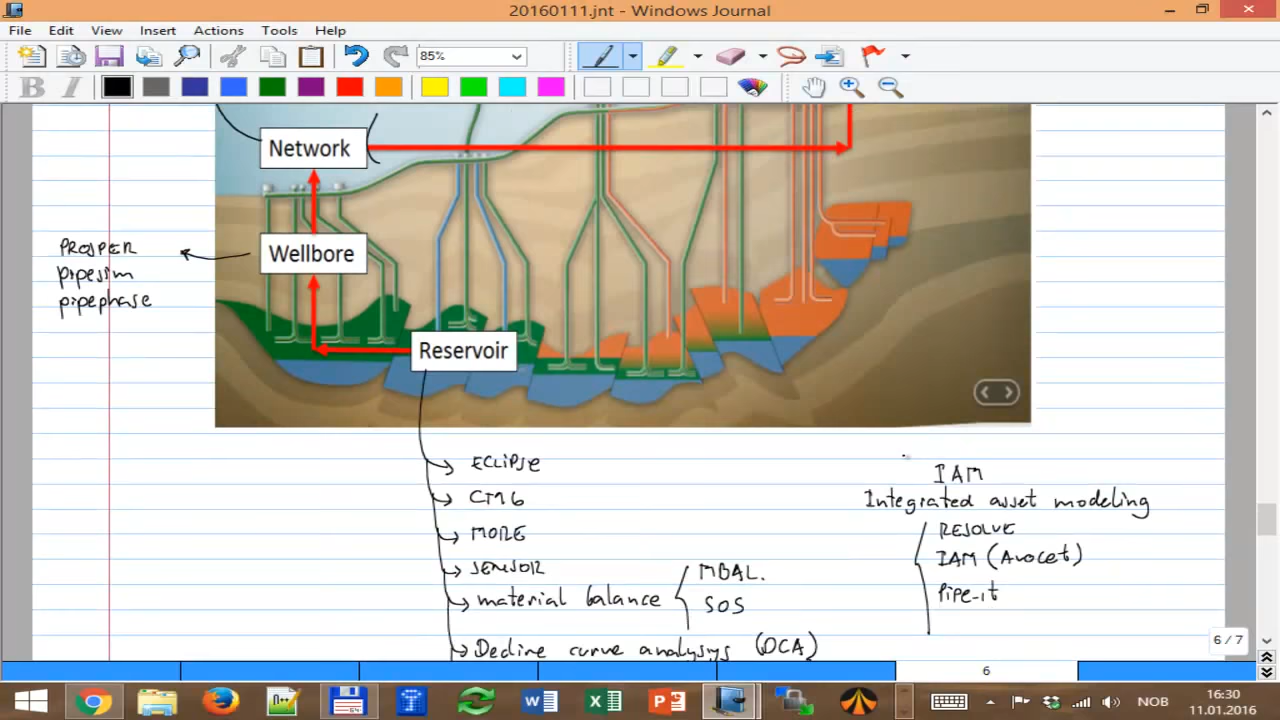 20160111.jnt - Windows Journal
File Edit View Insert Actions Tools Help
85%
B I
Network
Wellbore
PROSPER
pipesim
pipephase
Reservoir
ECLIPSE
CMG
MORE
SENSOR
material balance
MBAL.
SOS
Decline curve analysys (DCA)
IAM
Integrated asset modeling
RESOLVE
IAM (Avocet)
Pipe-it
6 / 7
6
NOB
16:30
11.01.2016